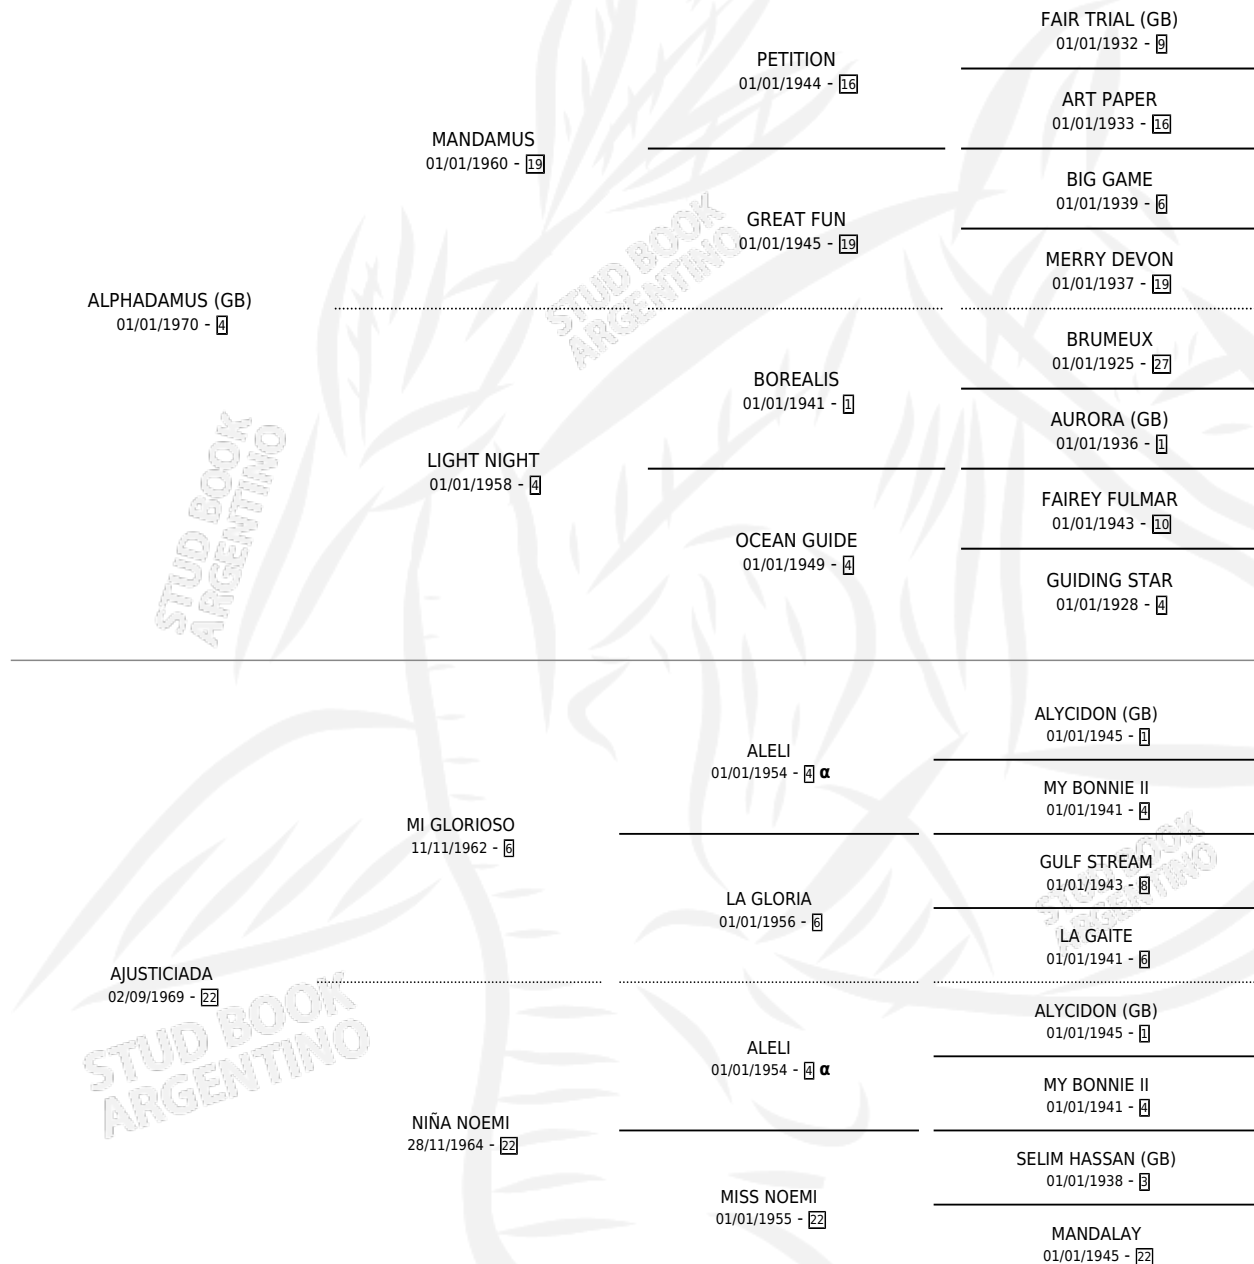 FAIR TRIAL (GB)
01/01/1932 - 9
PETITION
01/01/1944 - 16
ART PAPER
01/01/1933 - 16
MANDAMUS
01/01/1960 - 19
BIG GAME
01/01/1939 - 6
GREAT FUN
01/01/1945 - 19
MERRY DEVON
01/01/1937 - 19
ALPHADAMUS (GB)
01/01/1970 - 4
BRUMEUX
01/01/1925 - 27
BOREALIS
01/01/1941 - 1
AURORA (GB)
01/01/1936 - 1
LIGHT NIGHT
01/01/1958 - 4
FAIREY FULMAR
01/01/1943 - 10
OCEAN GUIDE
01/01/1949 - 4
GUIDING STAR
01/01/1928 - 4
ALYCIDON (GB)
01/01/1945 - 1
ALELI
01/01/1954 - 4 α
MY BONNIE II
01/01/1941 - 4
MI GLORIOSO
11/11/1962 - 6
GULF STREAM
01/01/1943 - 8
LA GLORIA
01/01/1956 - 6
LA GAITE
01/01/1941 - 6
AJUSTICIADA
02/09/1969 - 22
ALYCIDON (GB)
01/01/1945 - 1
ALELI
01/01/1954 - 4 α
MY BONNIE II
01/01/1941 - 4
NIÑA NOEMI
28/11/1964 - 22
SELIM HASSAN (GB)
01/01/1938 - 3
MISS NOEMI
01/01/1955 - 22
MANDALAY
01/01/1945 - 22
STUD BOOK
ARGENTINO
STUD BOOK
ARGENTINO
STUD BOOK
ARGENTINO
STUD BOOK
ARGENTINO